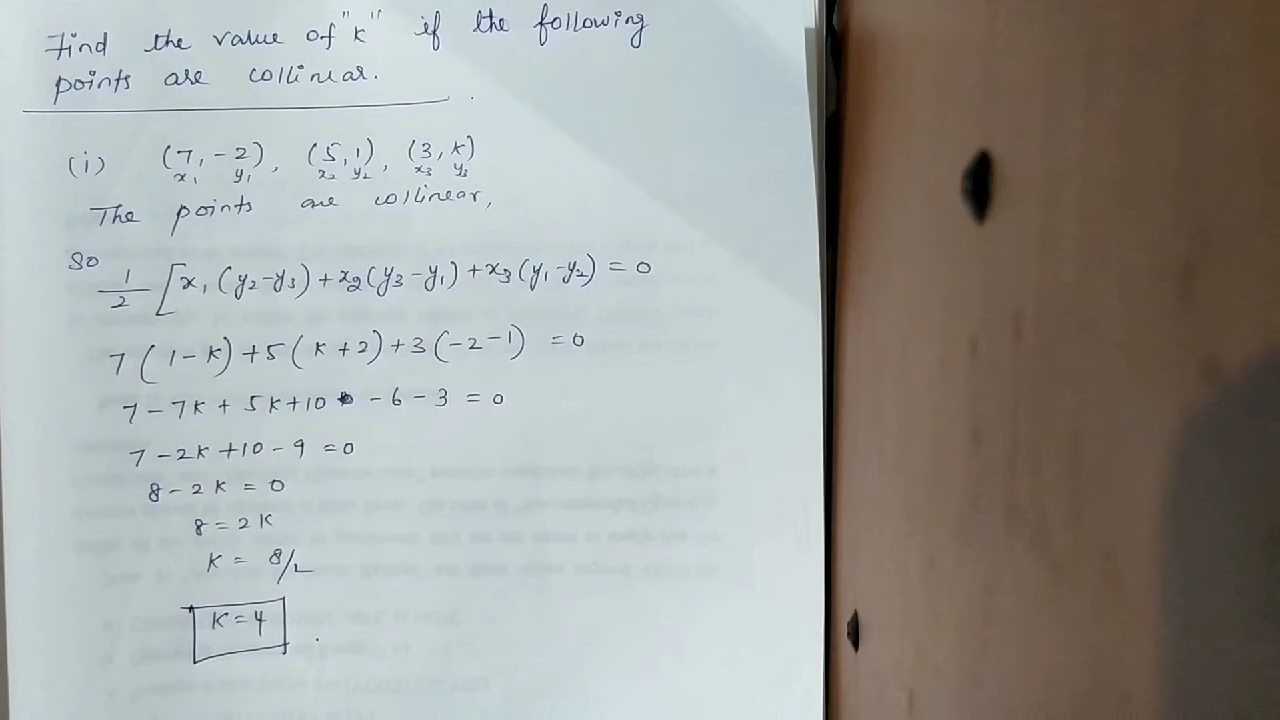 Find the value of "k" if the following
points are collinear.
(i) (7, -2), (5, 1), (3, k)
x₁ y₁ x₂ y₂ x₃ y₃
The points are collinear,
So 1/2 [x₁(y₂-y₃)+x₂(y₃-y₁)+x₃(y₁-y₂) = 0
7(1-k)+5(k+2)+3(-2-1) = 0
7-7k+5k+10 -6-3 = 0
7-2k+10-9 = 0
8-2k = 0
8 = 2k
k = 8/2
k = 4